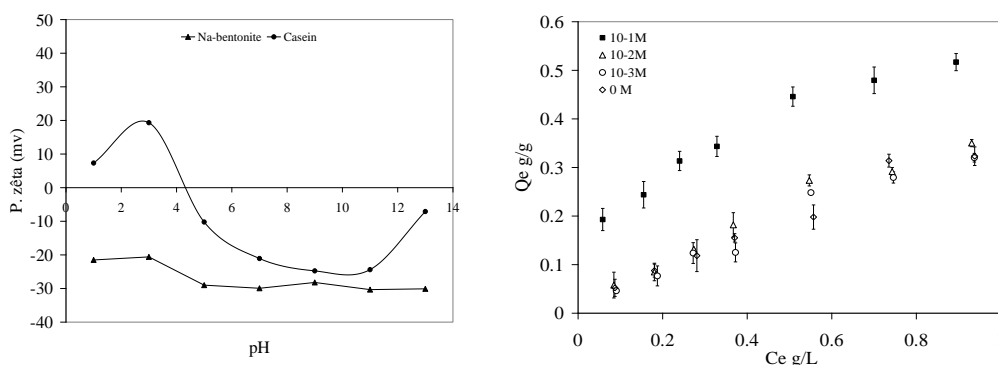 50
40
30
20
10
0
-10
-20
-30
-40
P. zêta (mv)
Na-bentonite
Casein
0 2 4 6 8 10 12 14
pH
0.6
0.5
0.4
0.3
0.2
0.1
0
Qe g/g
10-1M
10-2M
10-3M
0 M
0 0.2 0.4 0.6 0.8
Ce g/L